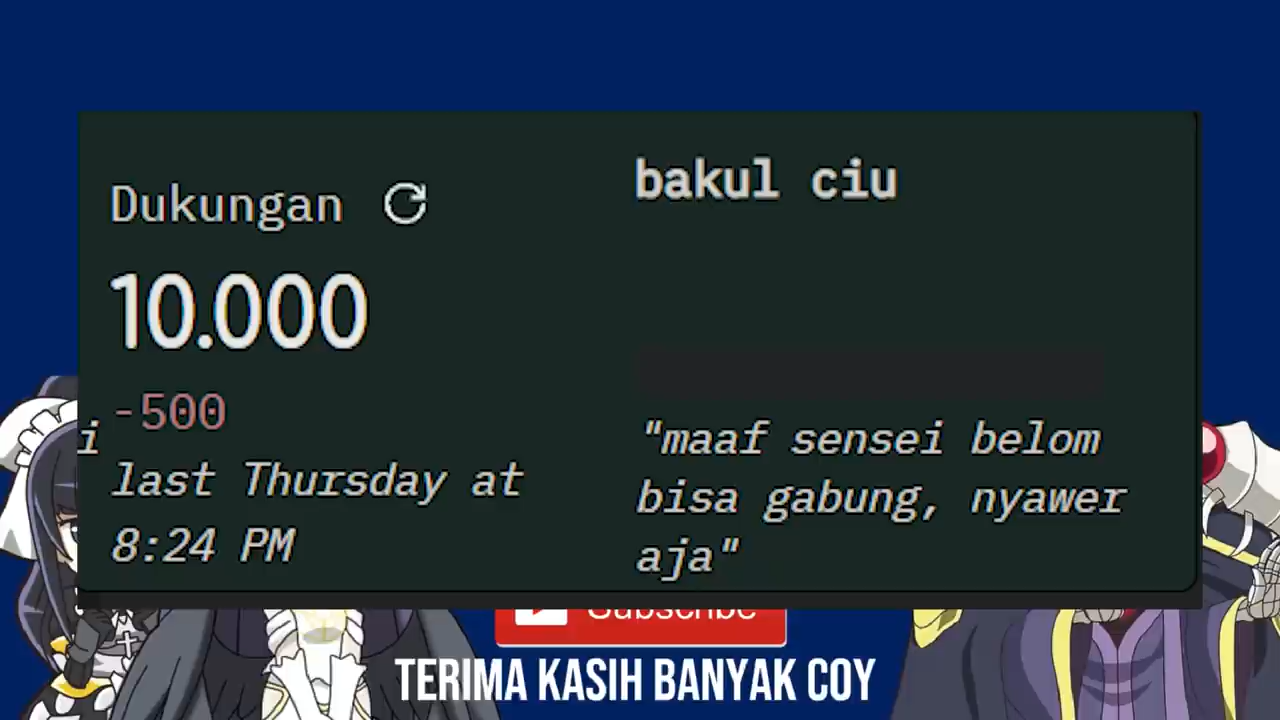 Dukungan
10.000
-500
i
last Thursday at
8:24 PM
bakul ciu
"maaf sensei belom
bisa gabung, nyawer
aja"
Subscribe
TERIMA KASIH BANYAK COY